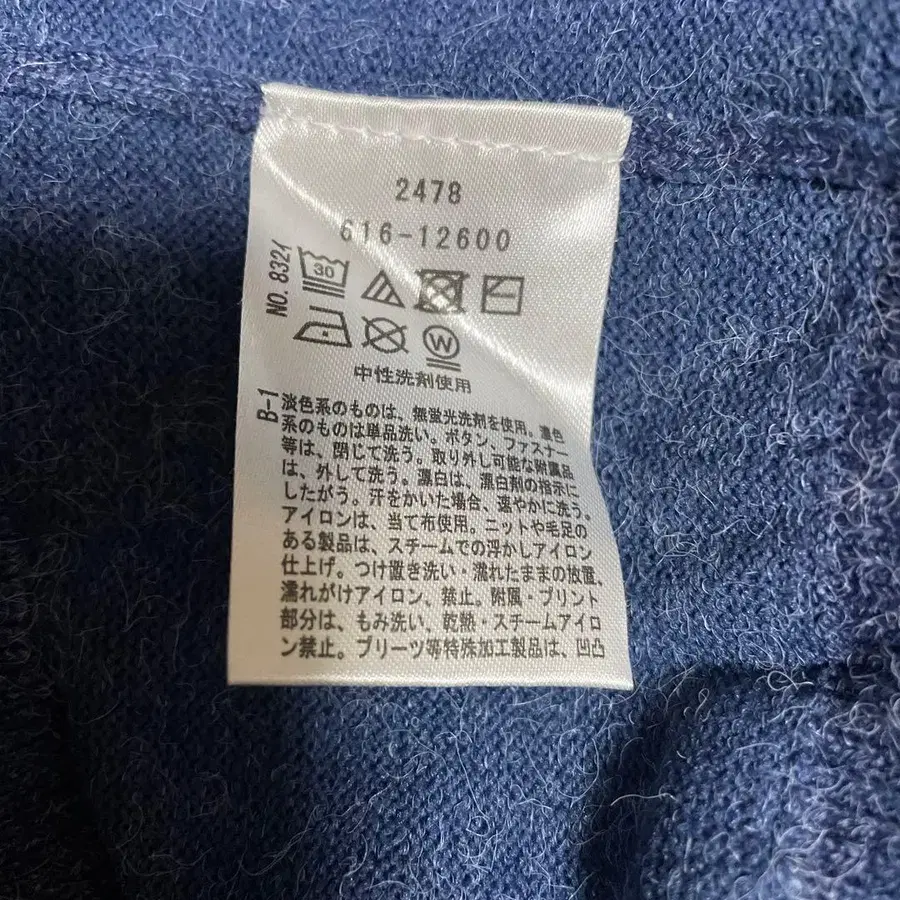 2478
616-12600
NO. 8324
30
W
中性洗剤使用
B-1
淡色系のものは、無蛍光洗剤を使用。濃色
系のものは単品洗い。ボタン、ファスナー
等は、閉じて洗う。取り外し可能な附属品
は、外して洗う。漂白は、漂白剤の指示に
したがう。汗をかいた場合、速やかに洗う。
アイロンは、当て布使用。ニットや毛足の
ある製品は、スチームでの浮かしアイロン
仕上げ。つけ置き洗い・濡れたままの放置、
濡れがけアイロン、禁止。附属・プリント
部分は、もみ洗い、乾熱・スチームアイロ
ン禁止。プリーツ等特殊加工製品は、凹凸